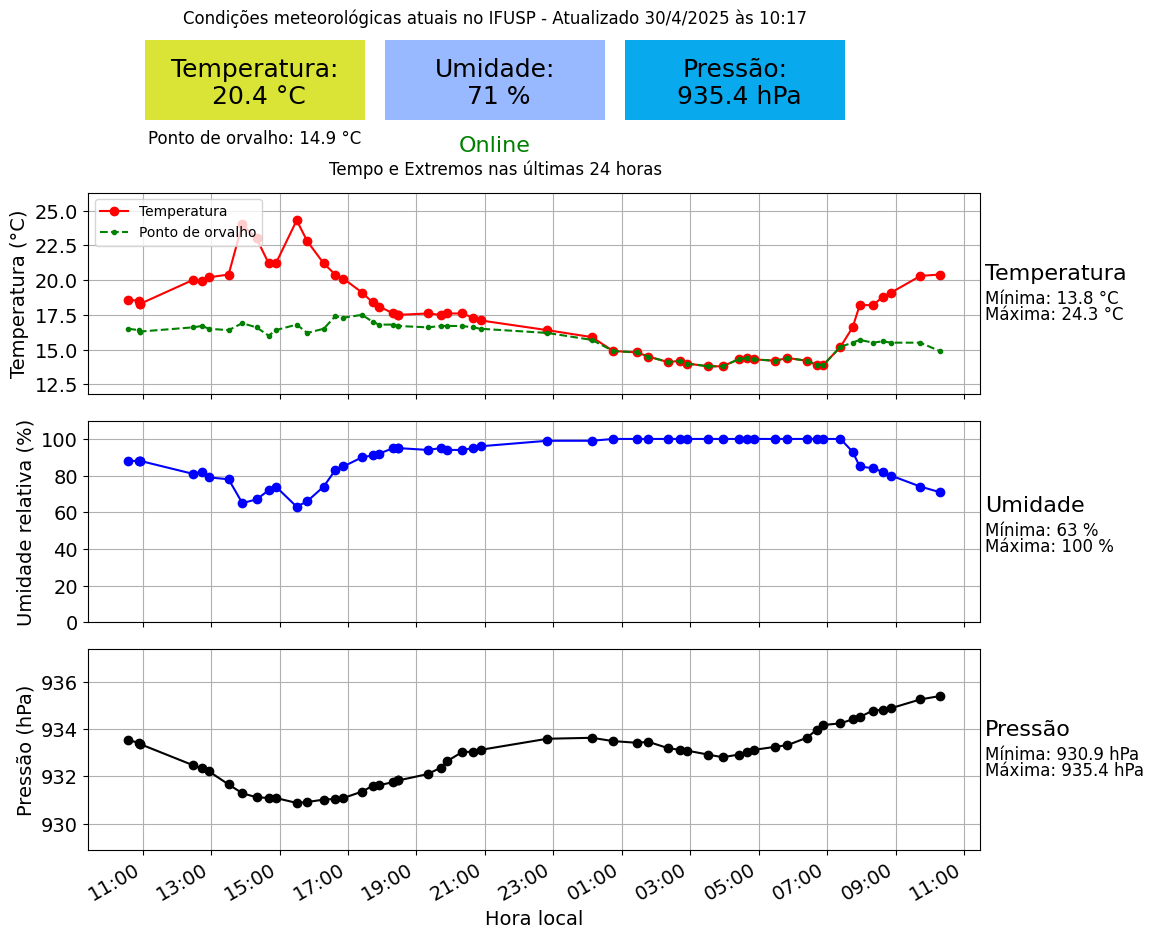 Condições meteorológicas atuais no IFUSP - Atualizado 30/4/2025 às 10:17
Temperatura:
20.4 °C
Umidade:
71 %
Pressão:
935.4 hPa
Ponto de orvalho: 14.9 °C
Online
Tempo e Extremos nas últimas 24 horas
Temperatura (°C)
25.0
22.5
20.0
17.5
15.0
12.5
Temperatura
Ponto de orvalho
Temperatura
Mínima: 13.8 °C
Máxima: 24.3 °C
Umidade relativa (%)
100
80
60
40
20
0
Umidade
Mínima: 63 %
Máxima: 100 %
Pressão (hPa)
936
934
932
930
Pressão
Mínima: 930.9 hPa
Máxima: 935.4 hPa
11:00
13:00
15:00
17:00
19:00
21:00
23:00
01:00
03:00
05:00
07:00
09:00
11:00
Hora local